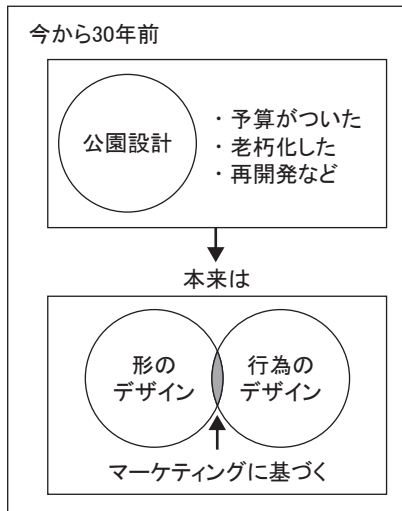 今から30年前
公園設計
・予算がついた
・老朽化した
・再開発など
本来は
形の
デザイン
行為の
デザイン
マーケティングに基づく